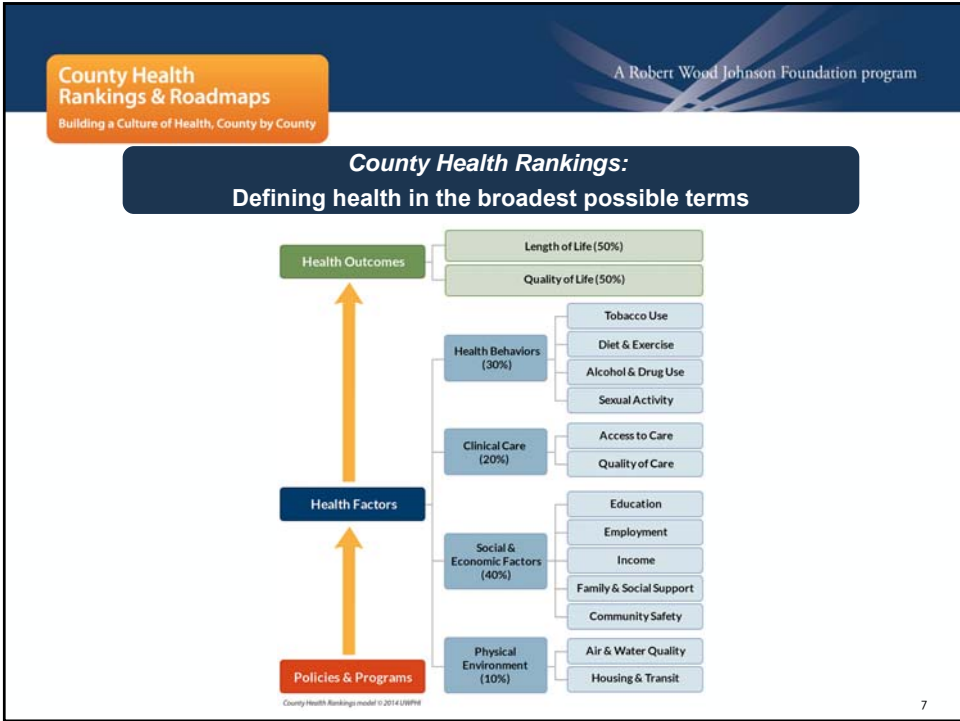 County Health
Rankings & Roadmaps
Building a Culture of Health, County by County
A Robert Wood Johnson Foundation program
County Health Rankings:
Defining health in the broadest possible terms
Health Outcomes
Length of Life (50%)
Quality of Life (50%)
Health Factors
Health Behaviors
(30%)
Tobacco Use
Diet & Exercise
Alcohol & Drug Use
Sexual Activity
Clinical Care
(20%)
Access to Care
Quality of Care
Social &
Economic Factors
(40%)
Education
Employment
Income
Family & Social Support
Community Safety
Physical
Environment
(10%)
Air & Water Quality
Housing & Transit
Policies & Programs
County Health Rankings model © 2014 UWPHI
7